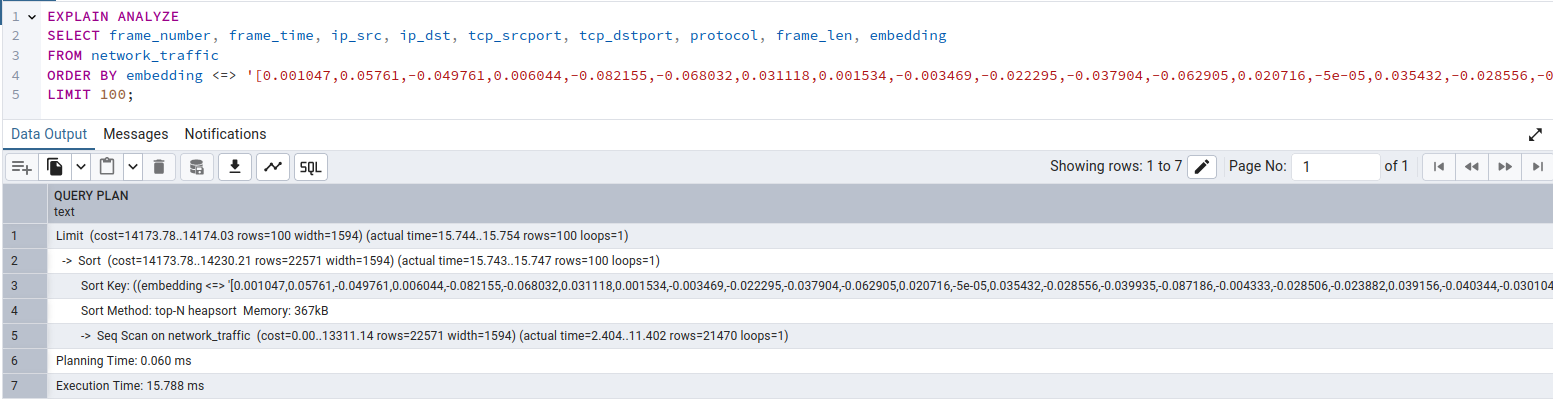 1 EXPLAIN ANALYZE
2 SELECT frame_number, frame_time, ip_src, ip_dst, tcp_srcport, tcp_dstport, protocol, frame_len, embedding
3 FROM network_traffic
4 ORDER BY embedding <=> '[0.001047,0.05761,-0.049761,0.006044,-0.082155,-0.068032,0.031118,0.001534,-0.003469,-0.022295,-0.037904,-0.062905,0.020716,-5e-05,0.035432,-0.028556,-0
5 LIMIT 100;
Data Output Messages Notifications
SQL Showing rows: 1 to 7 Page No: 1 of 1
QUERY PLAN
text
1 Limit (cost=14173.78..14174.03 rows=100 width=1594) (actual time=15.744..15.754 rows=100 loops=1)
2 -> Sort (cost=14173.78..14230.21 rows=22571 width=1594) (actual time=15.743..15.747 rows=100 loops=1)
3 Sort Key: ((embedding <=> '[0.001047,0.05761,-0.049761,0.006044,-0.082155,-0.068032,0.031118,0.001534,-0.003469,-0.022295,-0.037904,-0.062905,0.020716,-5e-05,0.035432,-0.028556,-0.039935,-0.087186,-0.004333,-0.028506,-0.023882,0.039156,-0.040344,-0.030104
4 Sort Method: top-N heapsort Memory: 367kB
5 -> Seq Scan on network_traffic (cost=0.00..13311.14 rows=22571 width=1594) (actual time=2.404..11.402 rows=21470 loops=1)
6 Planning Time: 0.060 ms
7 Execution Time: 15.788 ms